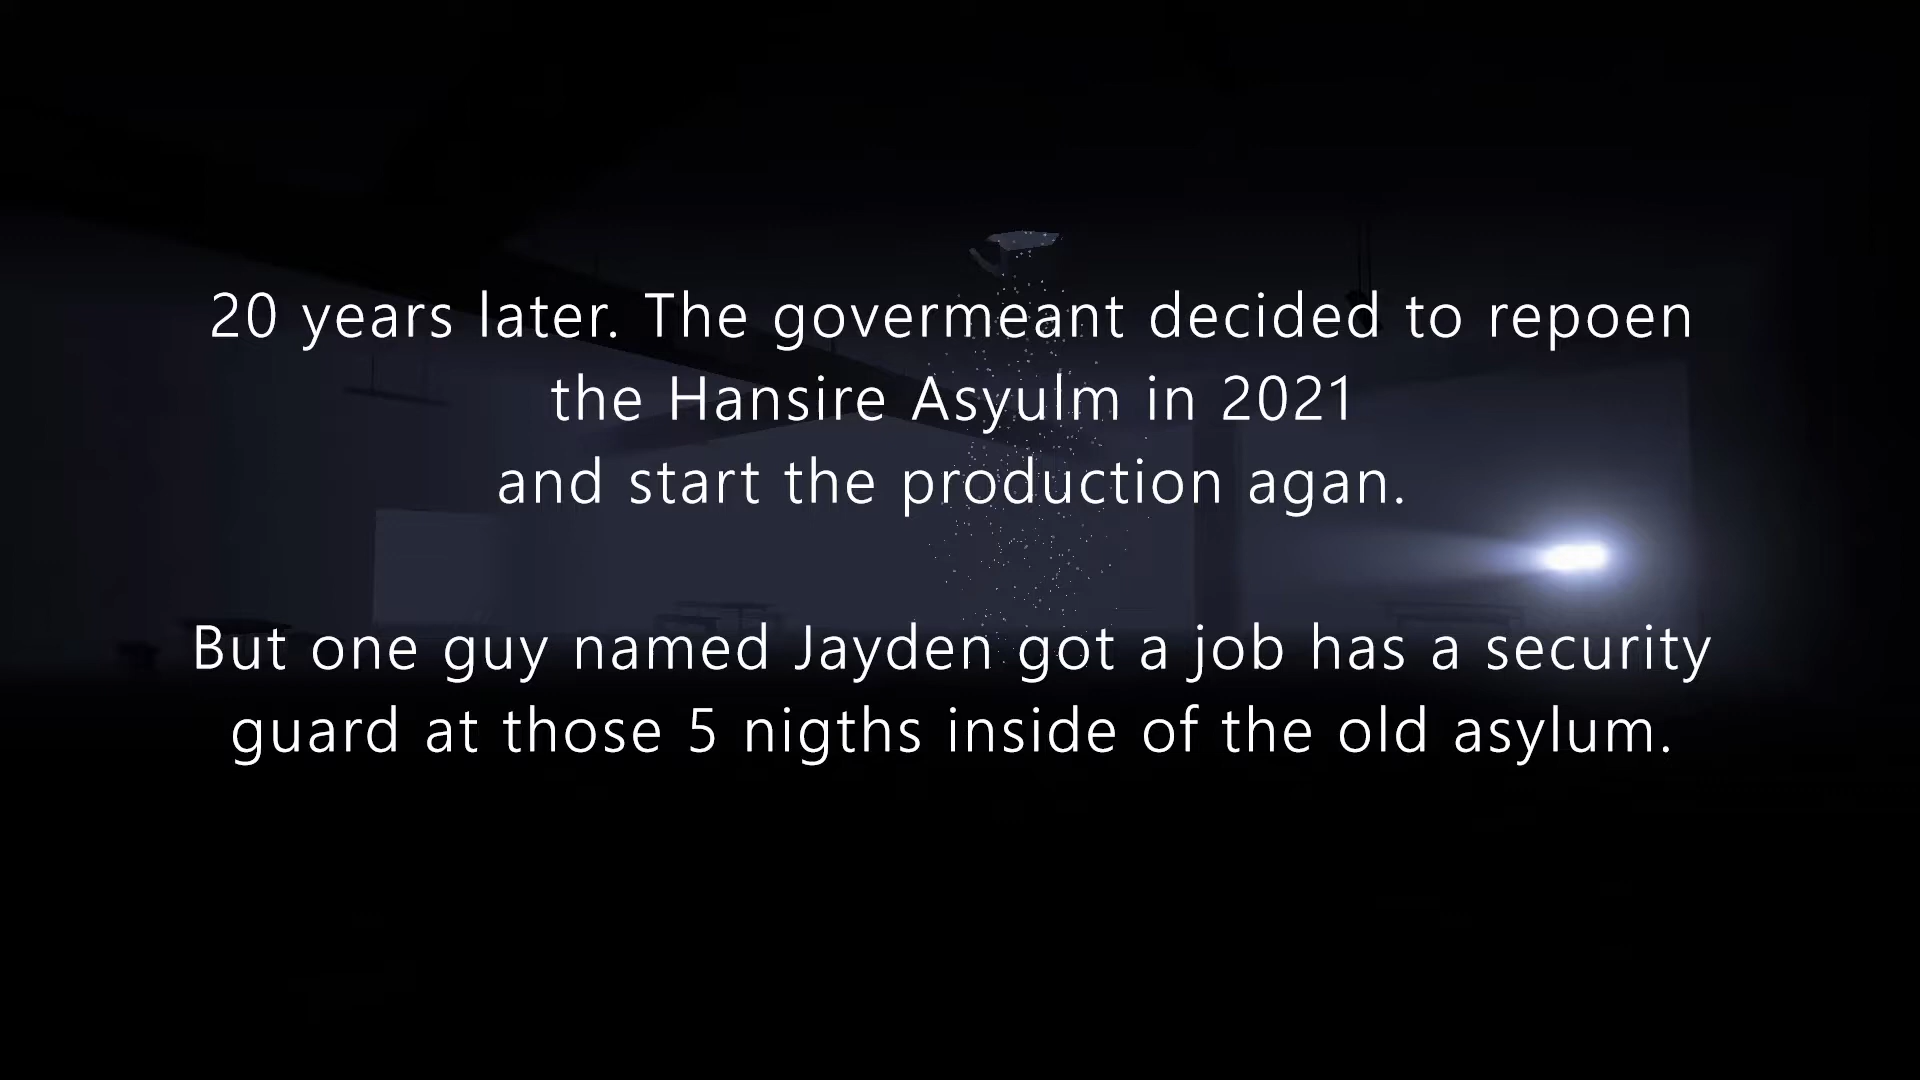 20 years later. The govermeant decided to repoen
the Hansire Asyulm in 2021
and start the production agan.
But one guy named Jayden got a job has a security
guard at those 5 nigths inside of the old asylum.